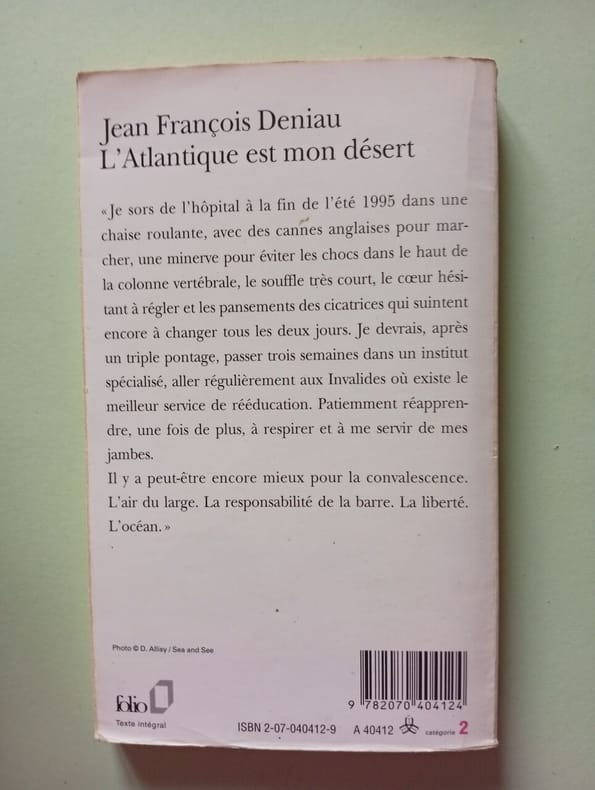 Jean François Deniau
L'Atlantique est mon désert
«Je sors de l'hôpital à la fin de l'été 1995 dans une
chaise roulante, avec des cannes anglaises pour mar-
cher, une minerve pour éviter les chocs dans le haut de
la colonne vertébrale, le souffle très court, le cœur hési-
tant à régler et les pansements des cicatrices qui suintent
encore à changer tous les deux jours. Je devrais, après
un triple pontage, passer trois semaines dans un institut
spécialisé, aller régulièrement aux Invalides où existe le
meilleur service de rééducation. Patiemment réappren-
dre, une fois de plus, à respirer et à me servir de mes
jambes.
Il y a peut-être encore mieux pour la convalescence.
L'air du large. La responsabilité de la barre. La liberté.
L'océan.»
Photo © D. Allisy / Sea and See
folio
Texte intégral
9 782070 404124
ISBN 2-07-040412-9 A 40412 catégorie 2